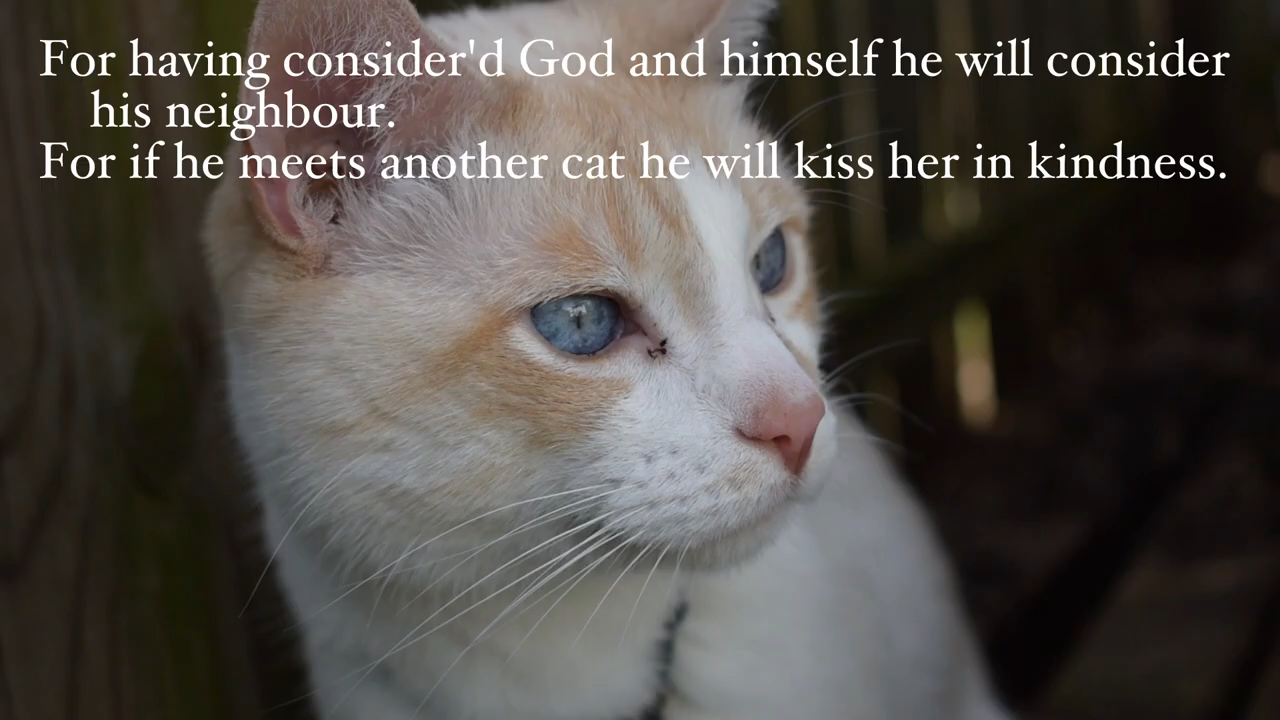 For having consider'd God and himself he will consider
his neighbour.
For if he meets another cat he will kiss her in kindness.